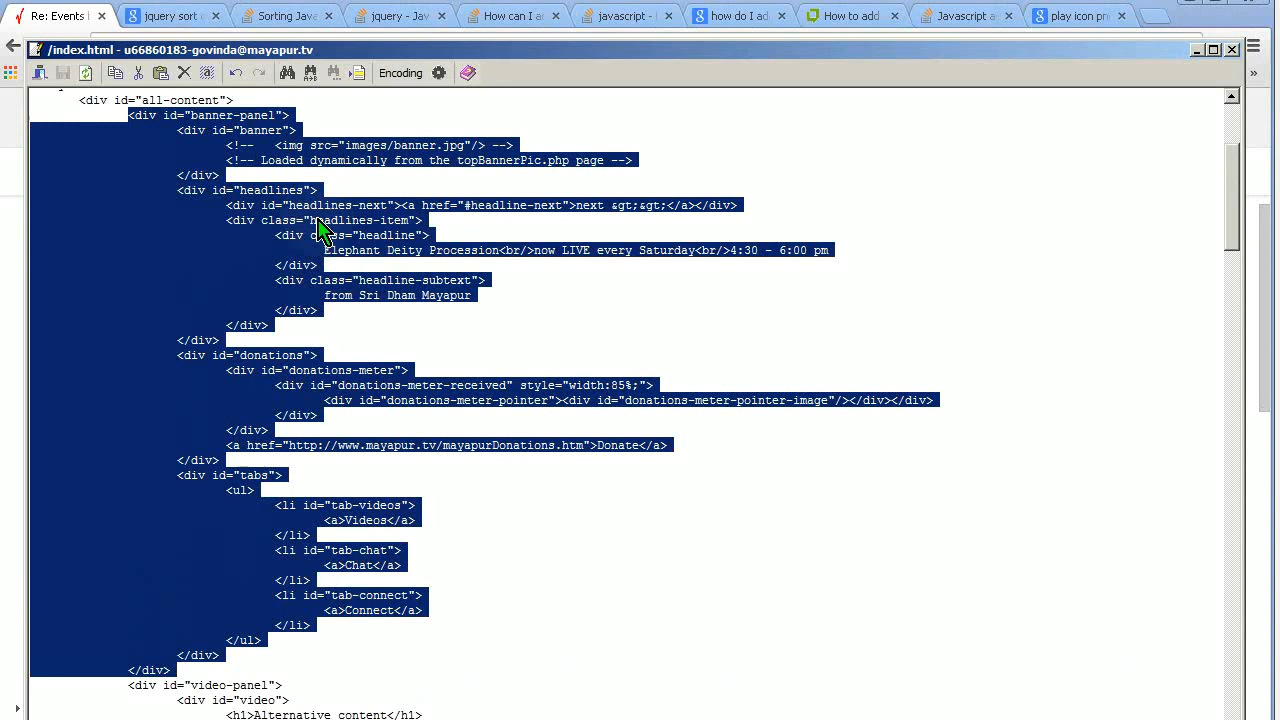 Re: Events
jquery sort
Sorting Jav
jquery - Jav
How can I a
javascript - 
how to I ad
How to add
Javascript a
play icon pn
/index.html - u66860183-govinda@mayapur.tv
Encoding
»
<div id="all-content">
<div id="banner-panel">
<div id="banner">
<!--   <img src="images/banner.jpg"/> -->
<!-- Loaded dynamically from the topBannerPic.php page -->
</div>
<div id="headlines">
<div id="headlines-next"><a href="#headline-next">next &gt;&gt;</a></div>
<div class="headlines-item">
<div class="headline">
Elephant Deity Procession<br/>now LIVE every Saturday<br/>4:30 - 6:00 pm
</div>
<div class="headline-subtext">
from Sri Dham Mayapur
</div>
</div>
</div>
<div id="donations">
<div id="donations-meter">
<div id="donations-meter-received" style="width:85%;">
<div id="donations-meter-pointer"><div id="donations-meter-pointer-image"/></div></div>
</div>
</div>
<a href="http://www.mayapur.tv/mayapurDonations.htm">Donate</a>
</div>
<div id="tabs">
<ul>
<li id="tab-videos">
<a>Videos</a>
</li>
<li id="tab-chat">
<a>Chat</a>
</li>
<li id="tab-connect">
<a>Connect</a>
</li>
</ul>
</div>
</div>
<div id="video-panel">
<div id="video">
<h1>Alternative content</h1>